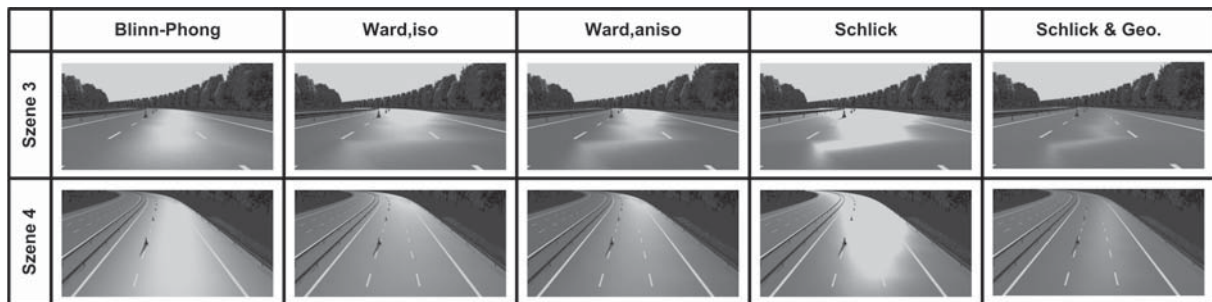 Blinn-Phong Ward,iso Ward,aniso Schlick Schlick & Geo.
Szene 3
Szene 4